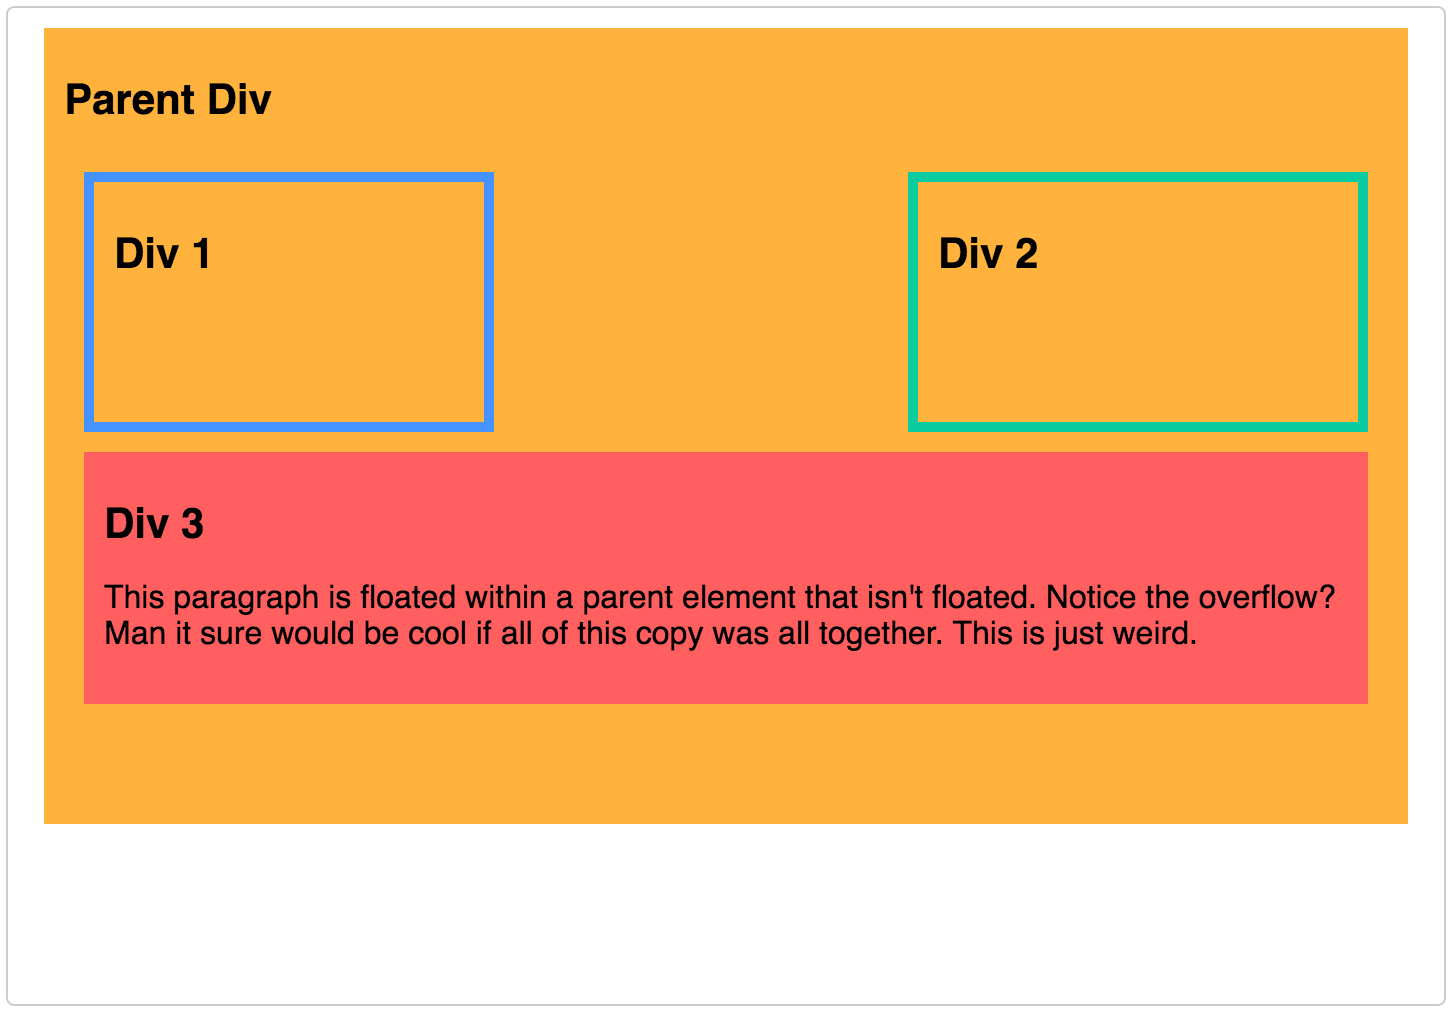 Parent Div
Div 1
Div 2
Div 3
This paragraph is floated within a parent element that isn't floated. Notice the overflow?
Man it sure would be cool if all of this copy was all together. This is just weird.